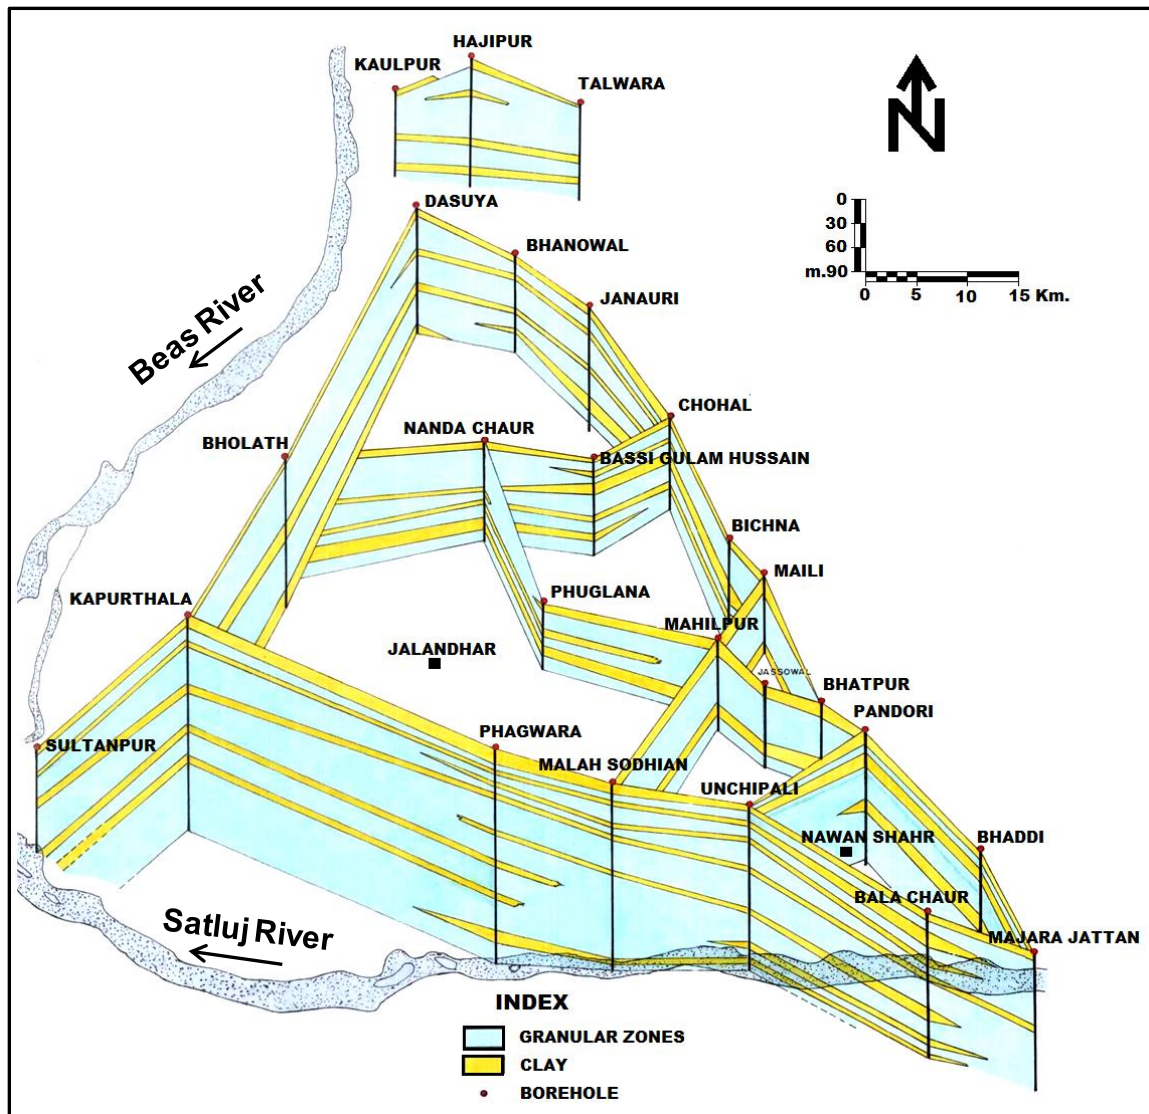 HAJIPUR
KAULPUR
TALWARA
N
DASUYA
0
30
60
m.90
0 5 10 15 Km.
BHANOWAL
JANAURI
Beas River
CHOHAL
NANDA CHAUR
BHOLATH
BASSI GULAM HUSSAIN
BICHNA
MAILI
PHUGLANA
KAPURTHALA
MAHILPUR
JALANDHAR
JASSOWAL
BHATPUR
PANDORI
PHAGWARA
SULTANPUR
MALAH SODHIAN
UNCHIPALI
NAWAN SHAHR
BHADDI
BALA CHAUR
Satluj River
MAJARA JATTAN
INDEX
GRANULAR ZONES
CLAY
BOREHOLE